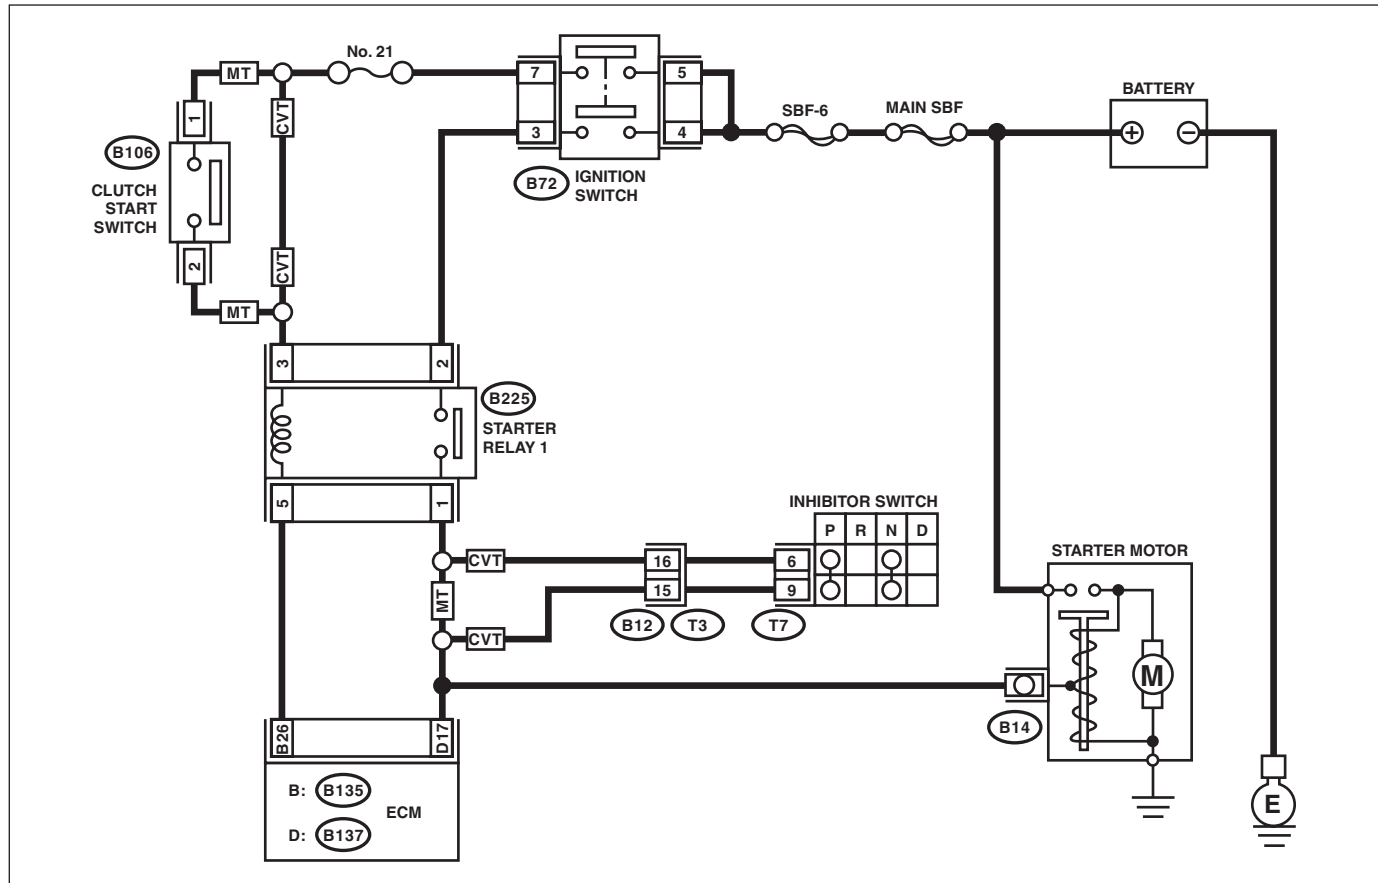 No. 21
MT
CVT
7
5
3
4
SBF-6
MAIN SBF
BATTERY
+
−
1
B106
CLUTCH
START
SWITCH
B72
IGNITION
SWITCH
CVT
2
MT
3
2
B225
STARTER
RELAY 1
5
1
INHIBITOR SWITCH
P R N D
CVT
16
6
MT
15
9
CVT
B12
T3
T7
STARTER MOTOR
M
B14
B26
D17
B: B135
ECM
D: B137
E